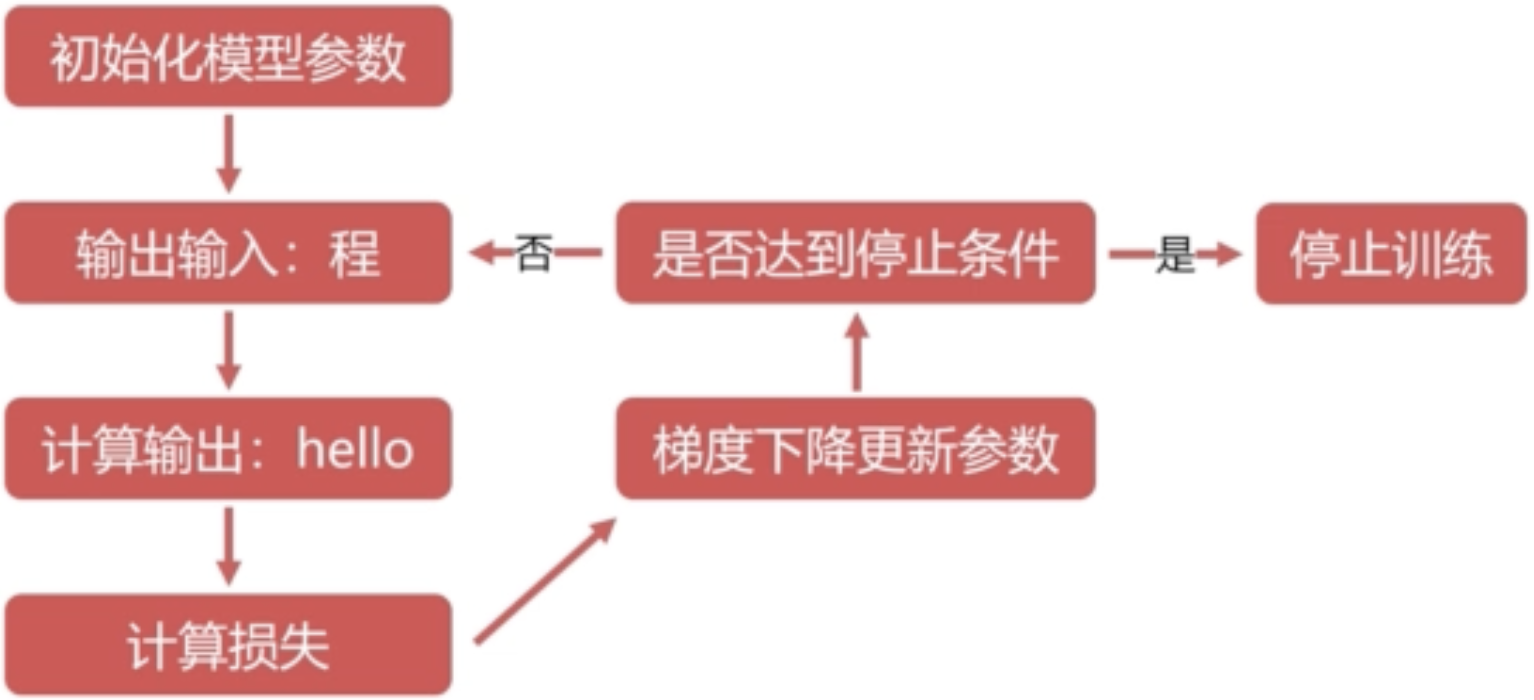 初始化模型参数
输出输入：程
否
是否达到停止条件
是
停止训练
计算输出：hello
梯度下降更新参数
计算损失